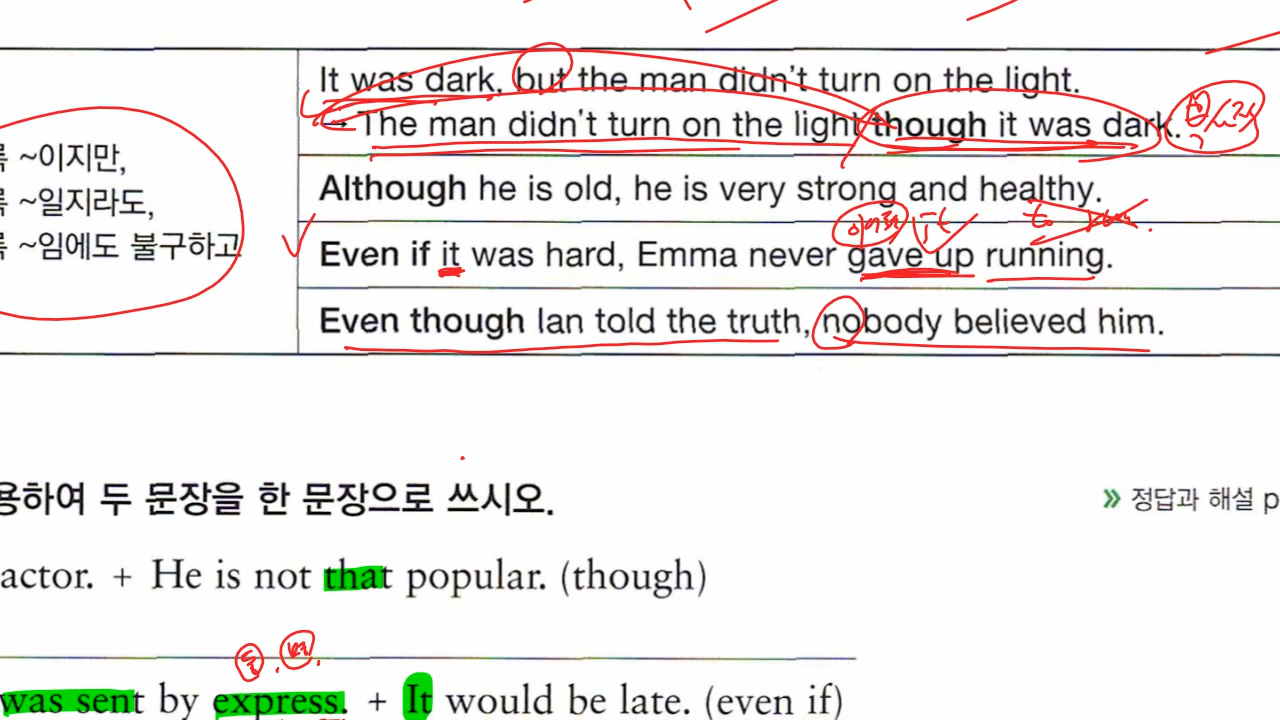 It was dark, but the man didn't turn on the light.
→ The man didn't turn on the light though it was dark.
~이지만,
~일지라도,
~임에도 불구하고
Although he is old, he is very strong and healthy.
Even if it was hard, Emma never gave up running.
Even though Ian told the truth, nobody believed him.
용하여 두 문장을 한 문장으로 쓰시오.
» 정답과 해설 p
actor. + He is not that popular. (though)
was sent by express. + It would be late. (even if)